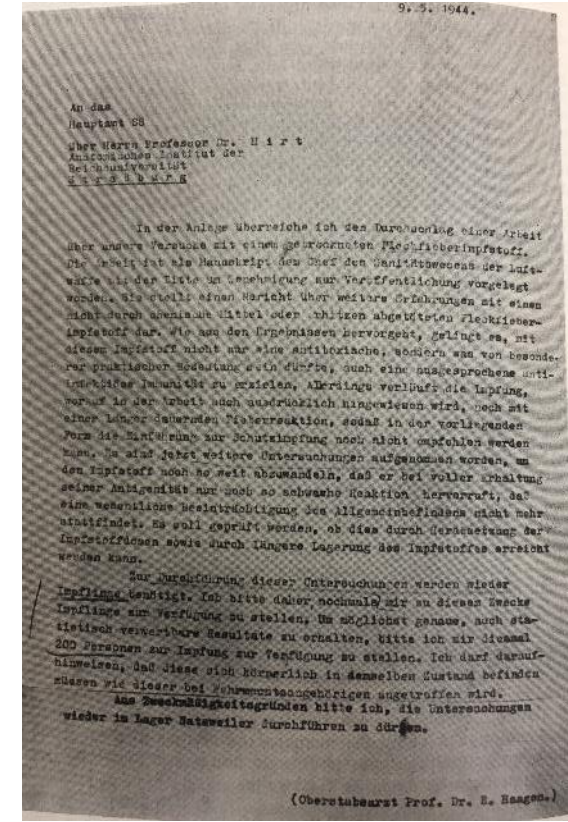 9. 5. 1944.
An das
Hauptamt SS
über Herrn Professor Dr. H i r t
Anatomisches Institut der
Reichsuniversität
S t r a ß b u r g
In der Anlage überreiche ich den Durchschlag einer Arbeit
über unsere Versuche mit einem getrockneten Fleckfieberimpfstoff.
Die Arbeit ist als Manuskript dem Chef des Sanitätswesens der Luft-
waffe mit der Bitte um Genehmigung zur Veröffentlichung vorgelegt
worden. Sie stellt einen Bericht über weitere Erfahrungen mit einem
nicht durch chemische Mittel oder Erhitzen abgetöteten Fleckfieber-
impfstoff dar. Wie aus den Ergebnissen hervorgeht, gelingt es, mit
diesem Impfstoff nicht nur eine antitoxische, sondern was von besonde-
rer praktischer Bedeutung sein dürfte, auch eine ausgesprochene anti-
infektiöse Immunität zu erzielen. Allerdings verläuft die Impfung,
worauf in der Arbeit auch ausdrücklich hingewiesen wird, noch mit
einer länger dauernden Fieberreaktion, sodaß in der vorliegenden
Form die Einführung zur Schutzimpfung noch nicht empfohlen werden
kann. Es sind jetzt weitere Untersuchungen aufgenommen worden, um
den Impfstoff noch so weit abzuwandeln, daß er bei voller Erhaltung
seiner Antigenität nur noch so schwache Reaktion hervorruft, daß
eine wesentliche Beeinträchtigung des Allgemeinbefindens nicht mehr
stattfindet. Es soll geprüft werden, ob dies durch Herabsetzung der
Impfstoffdosen sowie durch längere Lagerung des Impfstoffes erreicht
werden kann.
Zur Durchführung dieser Untersuchungen werden wieder
Impflinge benötigt. Ich bitte daher, nochmals mir zu diesem Zwecke
Impflinge zur Verfügung zu stellen. Um möglichst genaue, auch sta-
tistisch verwertbare Resultate zu erhalten, bitte ich mir diesmal
200 Personen zur Impfung zur Verfügung zu stellen. Ich darf darauf-
hinweisen, daß diese sich körperlich in demselben Zustand befinden
müssen wie dieser bei Wehrmachtsangehörigen angetroffen wird.
Aus Zweckmäßigkeitsgründen bitte ich, die Untersuchungen
wieder im Lager Natzweiler durchführen zu dürfen.
(Oberstabsarzt Prof. Dr. E. Haagen.)